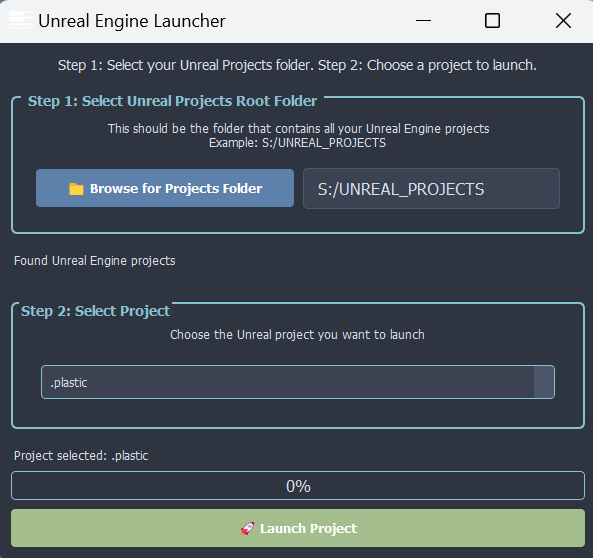 Unreal Engine Launcher
Step 1: Select your Unreal Projects folder. Step 2: Choose a project to launch.
Step 1: Select Unreal Projects Root Folder
This should be the folder that contains all your Unreal Engine projects
Example: S:/UNREAL_PROJECTS
Browse for Projects Folder
S:/UNREAL_PROJECTS
Found Unreal Engine projects
Step 2: Select Project
Choose the Unreal project you want to launch
.plastic
Project selected: .plastic
0%
Launch Project